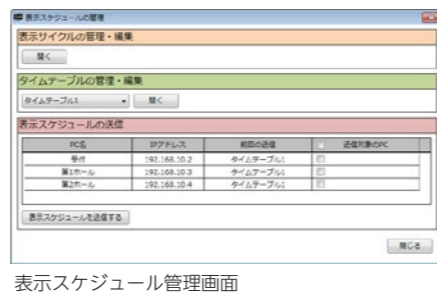 表示スケジュールの管理
表示サイクルの管理・編集
開く
タイムテーブルの管理・編集
タイムテーブル1 開く
表示スケジュールの送信
PC名 IPアドレス 前回の送信 送信対象のPC
受付 192.168.10.2 タイムテーブル1
第1ホール 192.168.10.3 タイムテーブル1
第2ホール 192.168.10.4 タイムテーブル1
表示スケジュールを送信する
閉じる
表示スケジュール管理画面